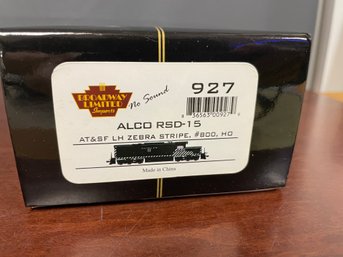 BROADWAY
LIMITED
Imports
No Sound
927
ALCO RSD-15
AT&SF LH ZEBRA STRIPE, #800, HO
Made in China